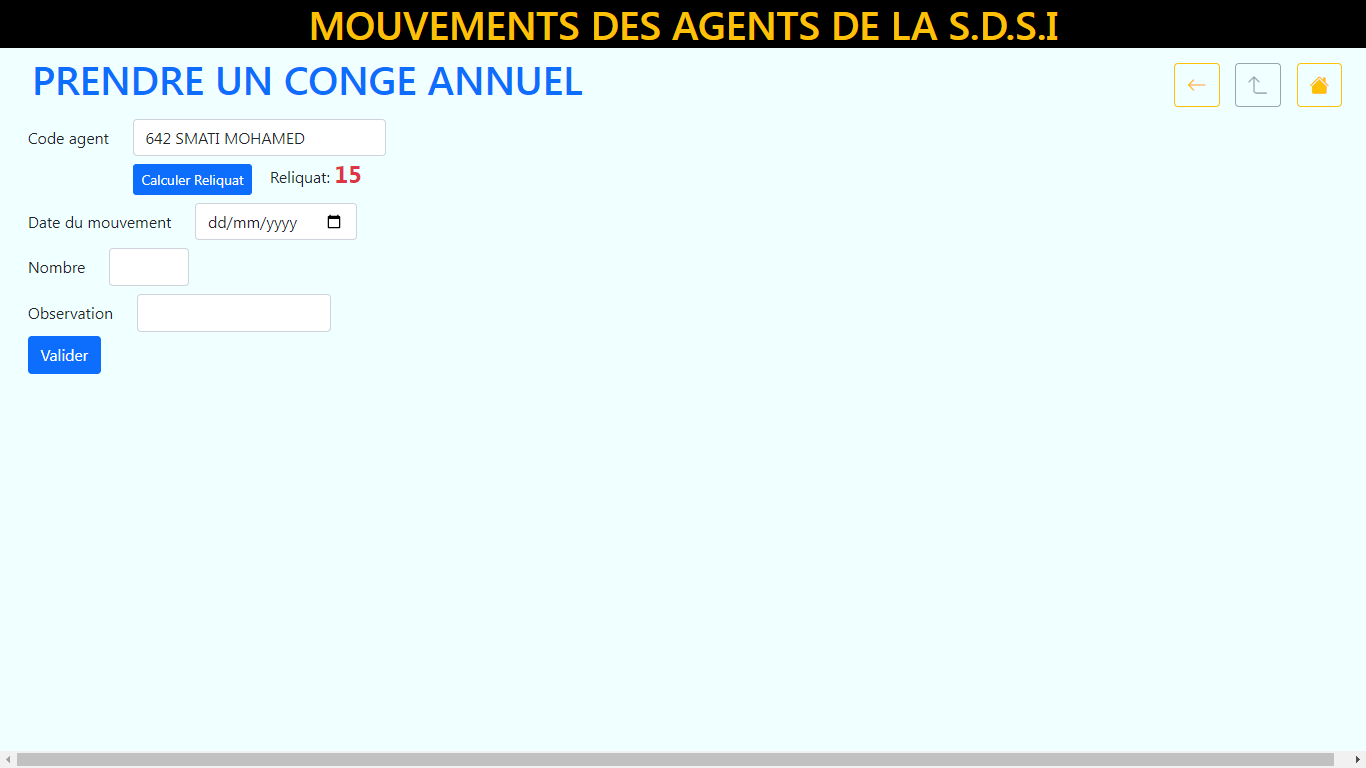 MOUVEMENTS DES AGENTS DE LA S.D.S.I
PRENDRE UN CONGE ANNUEL
Code agent 642 SMATI MOHAMED
Calculer Reliquat Reliquat: 15
Date du mouvement dd/mm/yyyy
Nombre
Observation
Valider